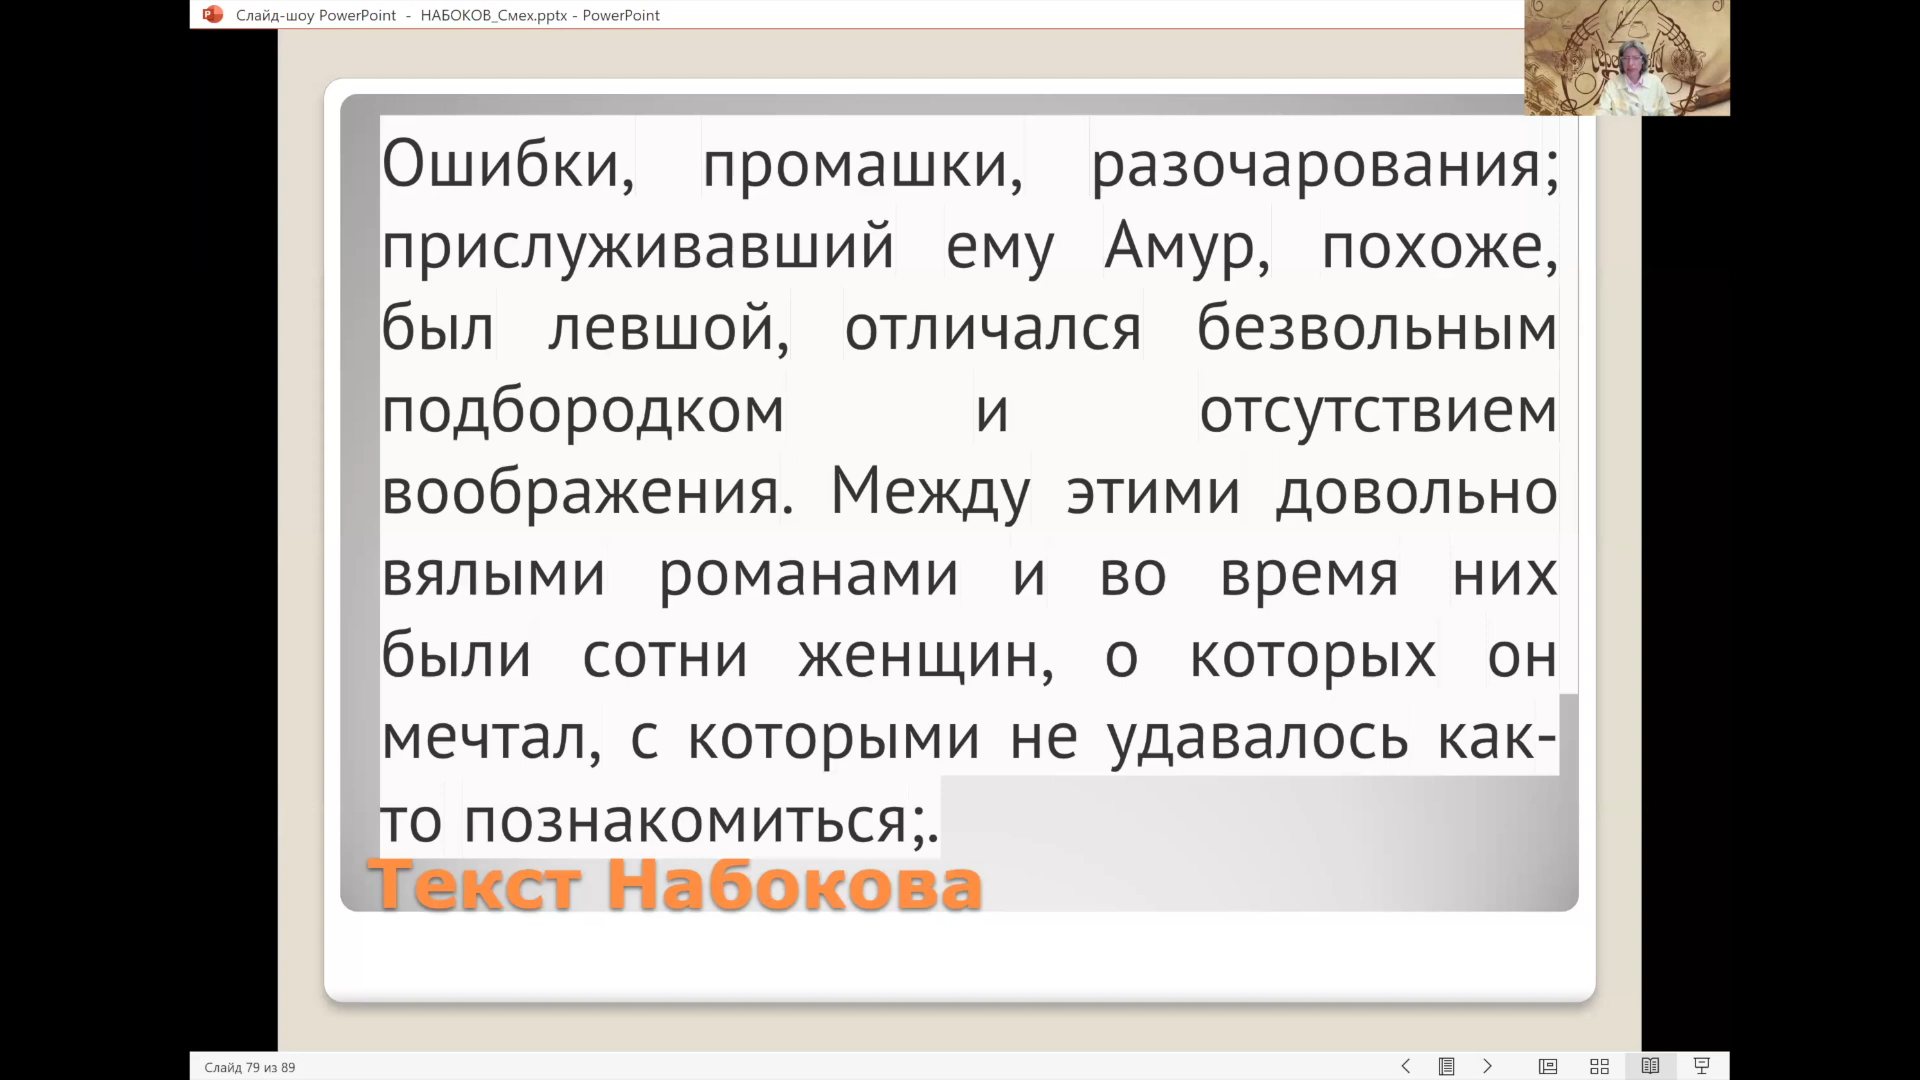 Слайд-шоу PowerPoint - НАБОКОВ_Смех.pptx - PowerPoint
Ошибки, промашки, разочарования;
прислуживавший ему Амур, похоже,
был левшой, отличался безвольным
подбородком и отсутствием
воображения. Между этими довольно
вялыми романами и во время них
были сотни женщин, о которых он
мечтал, с которыми не удавалось как-
то познакомиться;.
Текст Набокова
Слайд 79 из 89